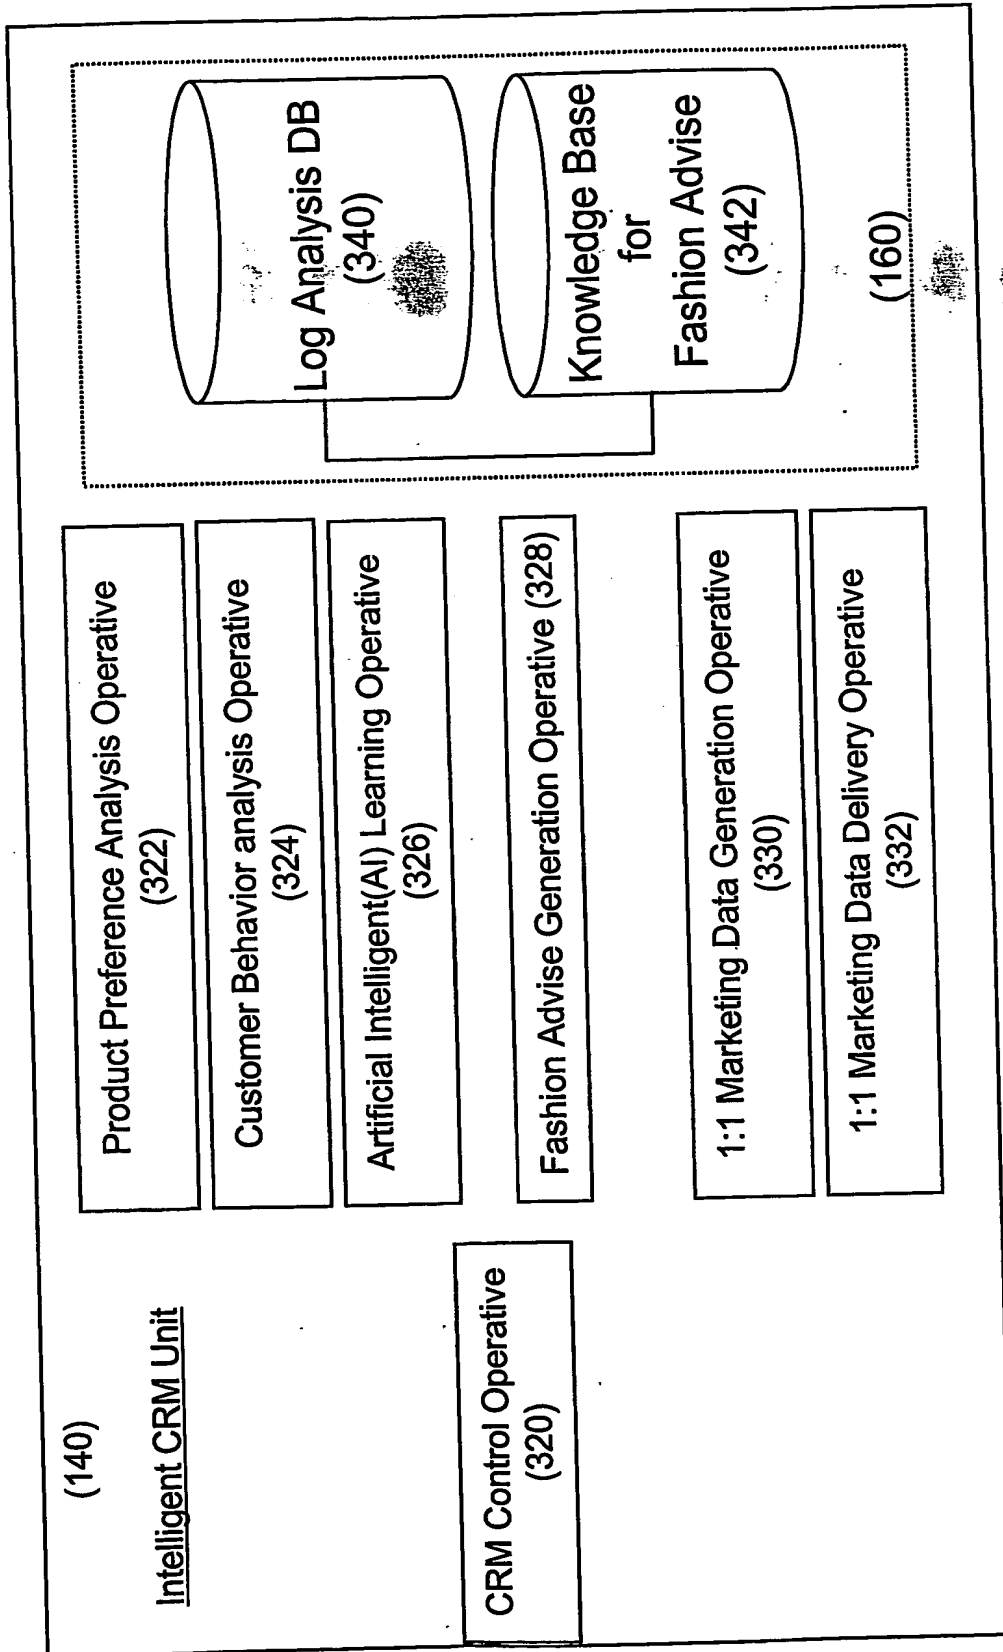 (140)
Intelligent CRM Unit
CRM Control Operative
(320)
Product Preference Analysis Operative
(322)
Customer Behavior analysis Operative
(324)
Artificial Intelligent(AI) Learning Operative
(326)
Fashion Advise Generation Operative (328)
1:1 Marketing Data Generation Operative
(330)
1:1 Marketing Data Delivery Operative
(332)
Log Analysis DB
(340)
Knowledge Base
for
Fashion Advise
(342)
(160)